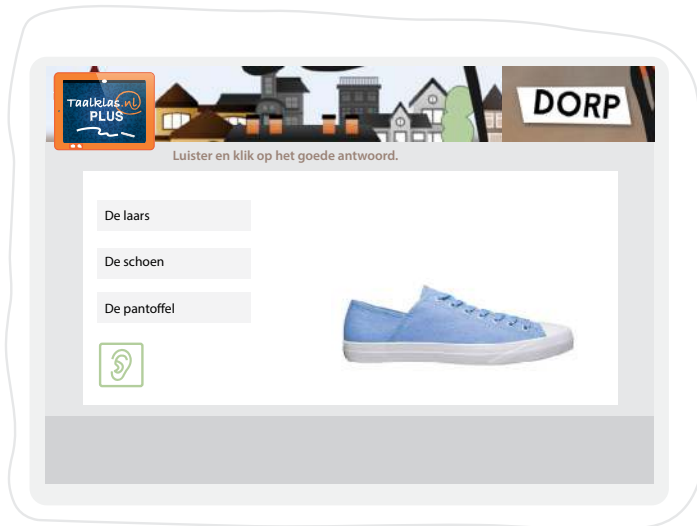 Taalklas.nl
PLUS
DORP
Luister en klik op het goede antwoord.
De laars
De schoen
De pantoffel